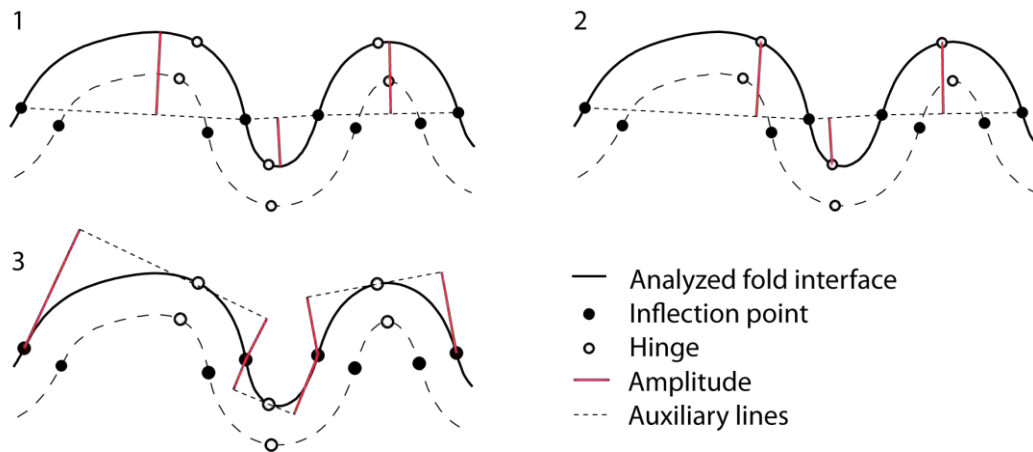 1
2
3
Analyzed fold interface
Inflection point
Hinge
Amplitude
Auxiliary lines